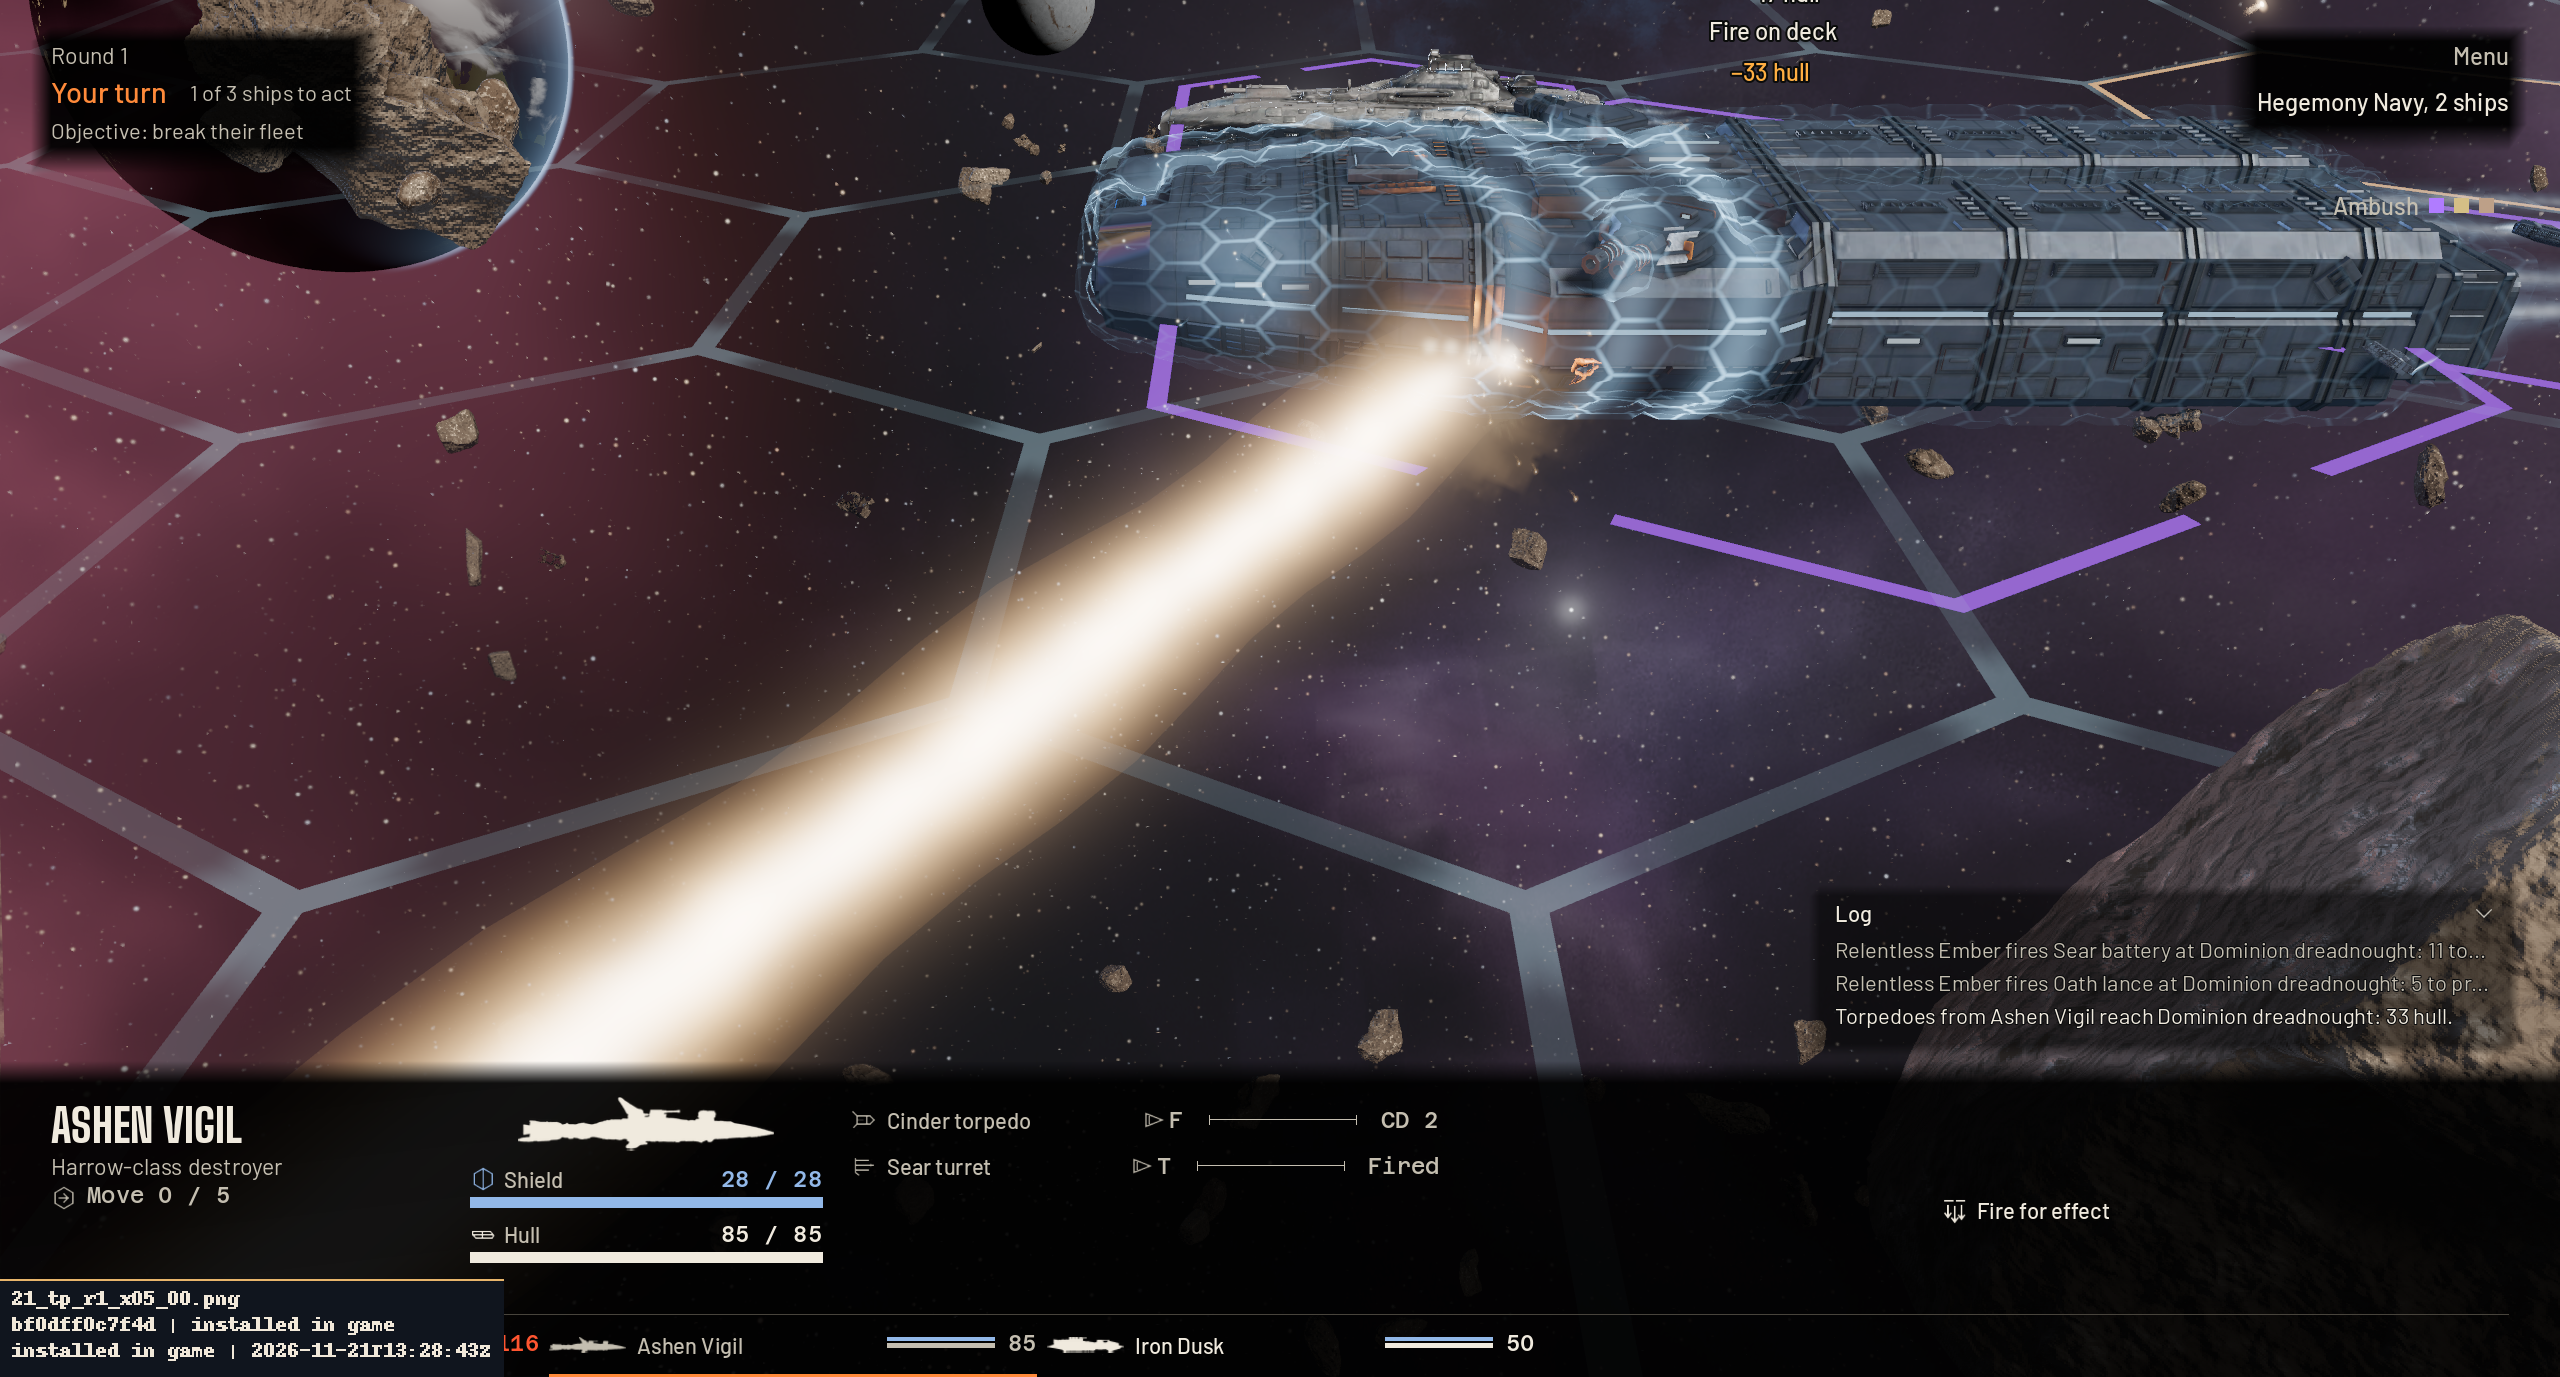 Round 1
Your turn 1 of 3 ships to act
Objective: break their fleet
Fire on deck
−33 hull
Menu
Hegemony Navy, 2 ships
Ambush
Log
Relentless Ember fires Sear battery at Dominion dreadnought: 11 to...
Relentless Ember fires Oath lance at Dominion dreadnought: 5 to pr...
Torpedoes from Ashen Vigil reach Dominion dreadnought: 33 hull.
ASHEN VIGIL
Harrow-class destroyer
Move 0 / 5
Shield 28 / 28
Hull 85 / 85
Cinder torpedo F CD 2
Sear turret T Fired
Fire for effect
21_tp_r1_x05_00.png
bf0dff0c7f4d | installed in game
installed in game | 2026-11-21r13:28:43z
116 Ashen Vigil 85 Iron Dusk 50